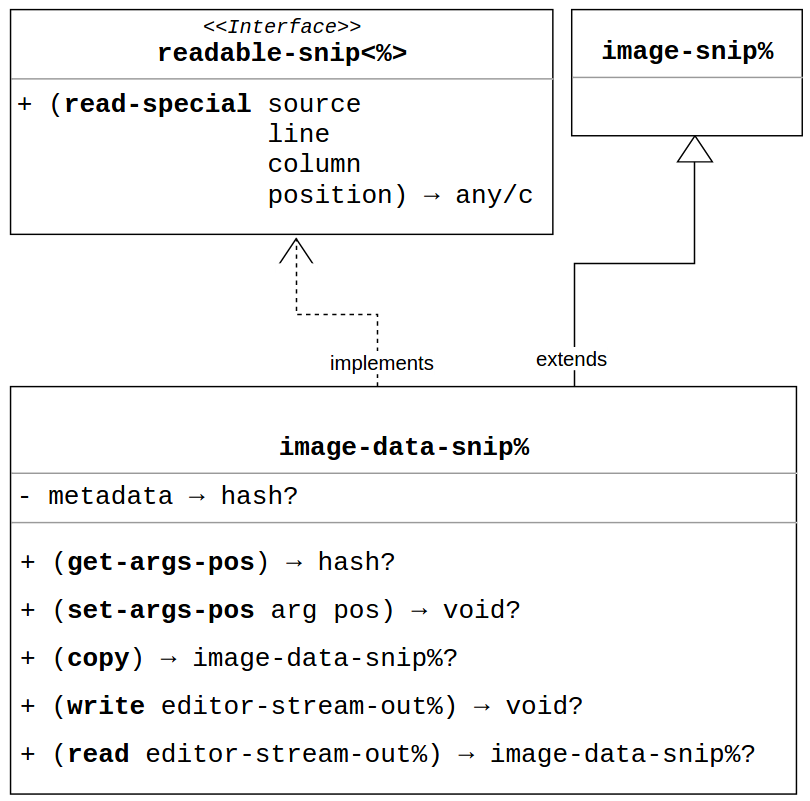 <<Interface>>
readable-snip<%>
+ (read-special source
line
column
position) → any/c
image-snip%
implements
extends
image-data-snip%
- metadata → hash?
+ (get-args-pos) → hash?
+ (set-args-pos arg pos) → void?
+ (copy) → image-data-snip%?
+ (write editor-stream-out%) → void?
+ (read editor-stream-out%) → image-data-snip%?